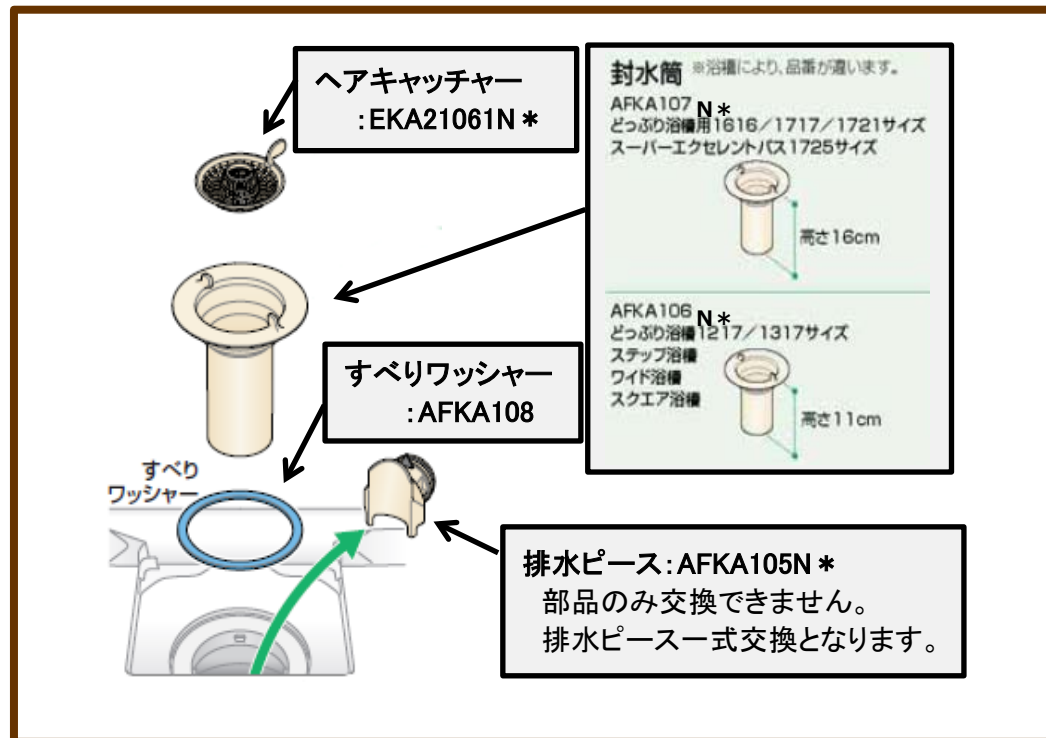 ヘアキャッチャー
：EKA21061N＊
封水筒 ※浴槽により、品番が違います。
AFKA107 N＊
どっぷり浴槽用1616／1717／1721サイズ
スーパーエクセレントバス1725サイズ
高さ16cm
AFKA106 N＊
どっぷり浴槽1217／1317サイズ
ステップ浴槽
ワイド浴槽
スクエア浴槽
高さ11cm
すべりワッシャー
：AFKA108
すべり
ワッシャー
排水ピース：AFKA105N＊
部品のみ交換できません。
排水ピース一式交換となります。